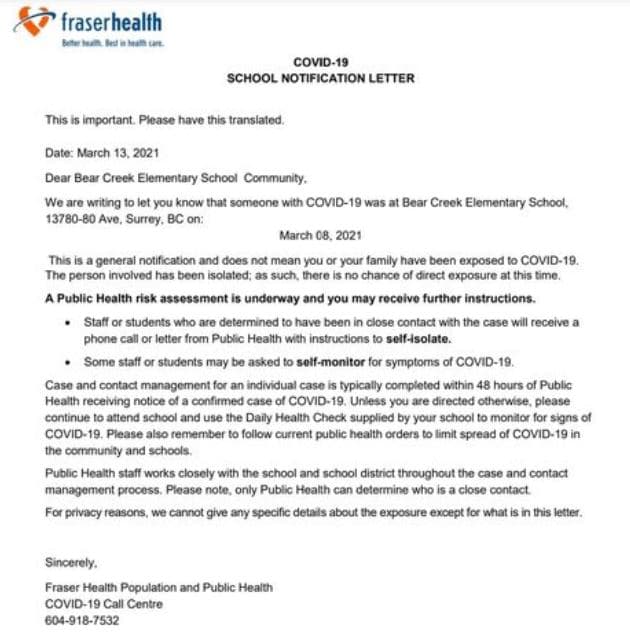 fraserhealth
Better health. Best in health care.
COVID-19
SCHOOL NOTIFICATION LETTER
This is important. Please have this translated.
Date: March 13, 2021
Dear Bear Creek Elementary School Community,
We are writing to let you know that someone with COVID-19 was at Bear Creek Elementary School,
13780-80 Ave, Surrey, BC on:
March 08, 2021
This is a general notification and does not mean you or your family have been exposed to COVID-19.
The person involved has been isolated; as such, there is no chance of direct exposure at this time.
A Public Health risk assessment is underway and you may receive further instructions.
• Staff or students who are determined to have been in close contact with the case will receive a
phone call or letter from Public Health with instructions to self-isolate.
• Some staff or students may be asked to self-monitor for symptoms of COVID-19.
Case and contact management for an individual case is typically completed within 48 hours of Public
Health receiving notice of a confirmed case of COVID-19. Unless you are directed otherwise, please
continue to attend school and use the Daily Health Check supplied by your school to monitor for signs of
COVID-19. Please also remember to follow current public health orders to limit spread of COVID-19 in
the community and schools.
Public Health staff works closely with the school and school district throughout the case and contact
management process. Please note, only Public Health can determine who is a close contact.
For privacy reasons, we cannot give any specific details about the exposure except for what is in this letter.
Sincerely,
Fraser Health Population and Public Health
COVID-19 Call Centre
604-918-7532